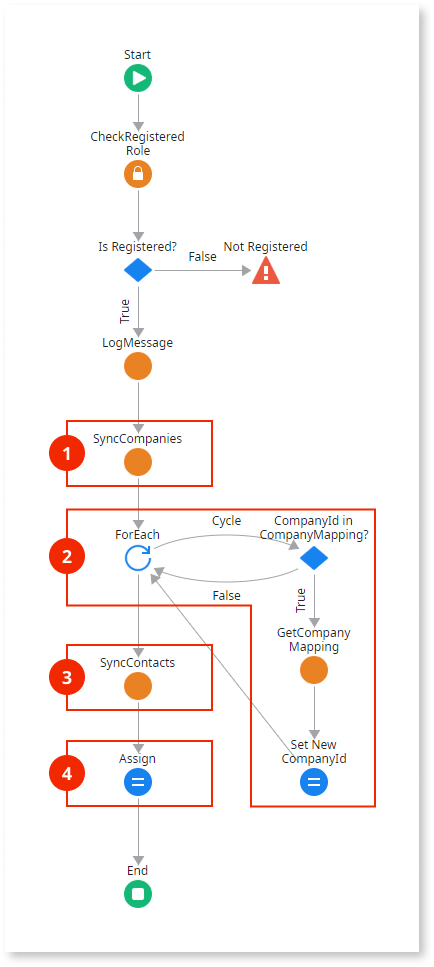 Start
CheckRegistered
Role
Is Registered?
False
Not Registered
True
LogMessage
1
SyncCompanies
2
ForEach
Cycle
CompanyId in
CompanyMapping?
False
True
GetCompany
Mapping
3
SyncContacts
Set New
CompanyId
4
Assign
End